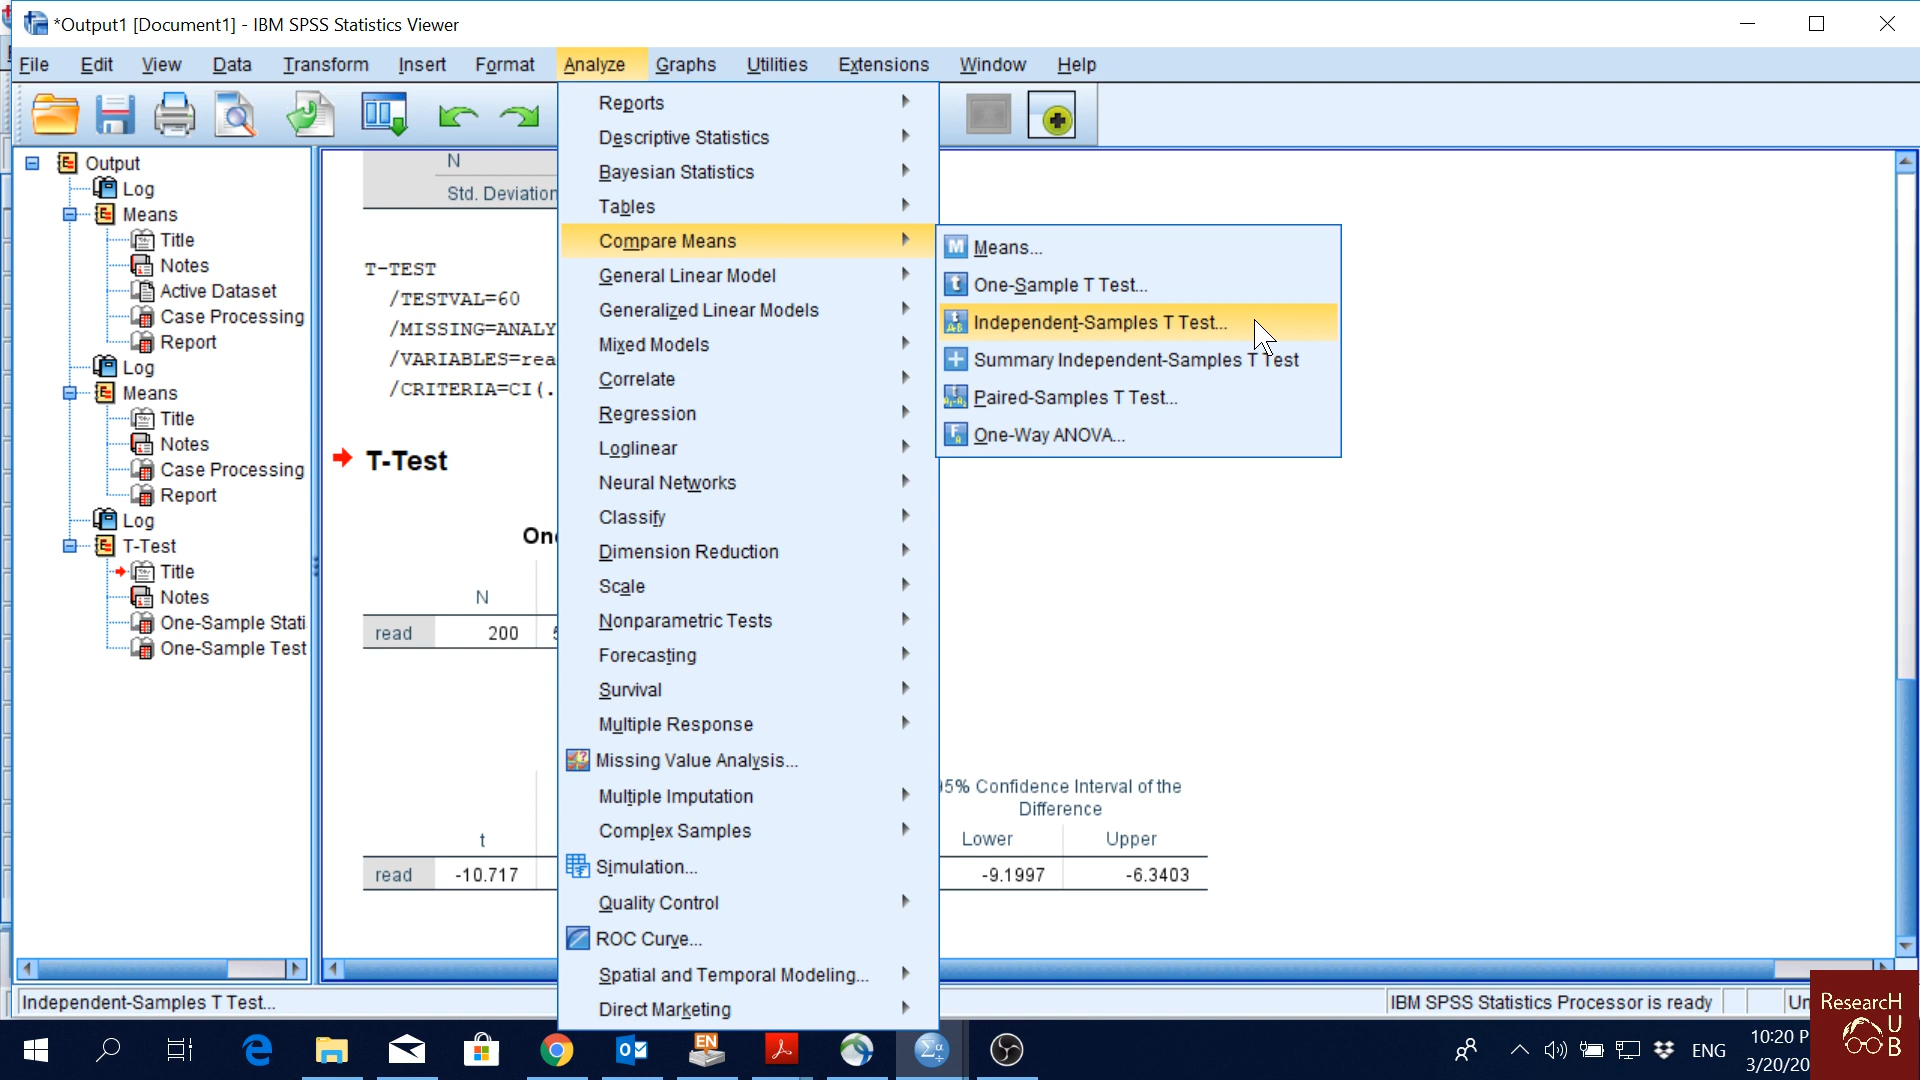 *Output1 [Document1] - IBM SPSS Statistics Viewer
File Edit View Data Transform Insert Format Analyze Graphs Utilities Extensions Window Help
Output
Log
Means
Title
Notes
Active Dataset
Case Processing
Report
Log
Means
Title
Notes
Case Processing
Report
Log
T-Test
Title
Notes
One-Sample Stati
One-Sample Test
N
Std. Deviation
T-TEST
/TESTVAL=60
/MISSING=ANALY
/VARIABLES=rea
/CRITERIA=CI(.
T-Test
One
N
read 200
t
read -10.717
Reports
Descriptive Statistics
Bayesian Statistics
Tables
Compare Means
General Linear Model
Generalized Linear Models
Mixed Models
Correlate
Regression
Loglinear
Neural Networks
Classify
Dimension Reduction
Scale
Nonparametric Tests
Forecasting
Survival
Multiple Response
Missing Value Analysis...
Multiple Imputation
Complex Samples
Simulation...
Quality Control
ROC Curve...
Spatial and Temporal Modeling...
Direct Marketing
Means...
One-Sample T Test...
Independent-Samples T Test...
Summary Independent-Samples T Test
Paired-Samples T Test...
One-Way ANOVA...
95% Confidence Interval of the
Difference
Lower Upper
-9.1997 -6.3403
Independent-Samples T Test...
IBM SPSS Statistics Processor is ready
Un
ResearcH
U
B
EN
ENG
10:20 P
3/20/20